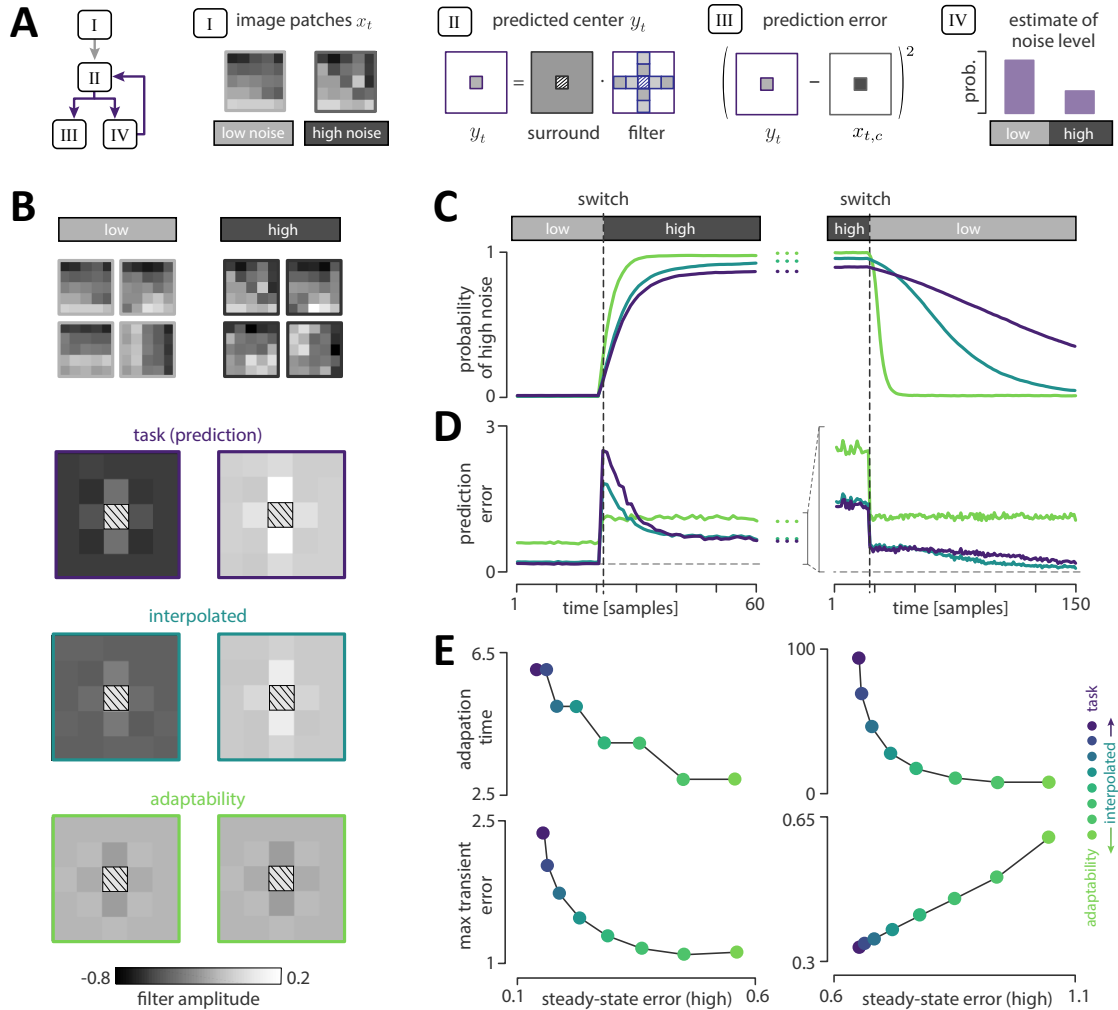 A
I
II
III
IV
I
image patches x_t
low noise
high noise
II
predicted center y_t
=
·
y_t
surround
filter
III
prediction error
( − )²
y_t
x_{t,c}
IV
estimate of
noise level
prob.
low
high
B
low
high
task (prediction)
interpolated
adaptability
-0.8
0.2
filter amplitude
C
switch
low
high
switch
high
low
probability
of high noise
1
0
D
prediction
error
3
0
1
time [samples]
60
1
time [samples]
150
E
adapation
time
6.5
2.5
100
0
max transient
error
2.5
1
0.65
0.3
0.1
steady-state error (high)
0.6
0.6
steady-state error (high)
1.1
adaptability
interpolated
task